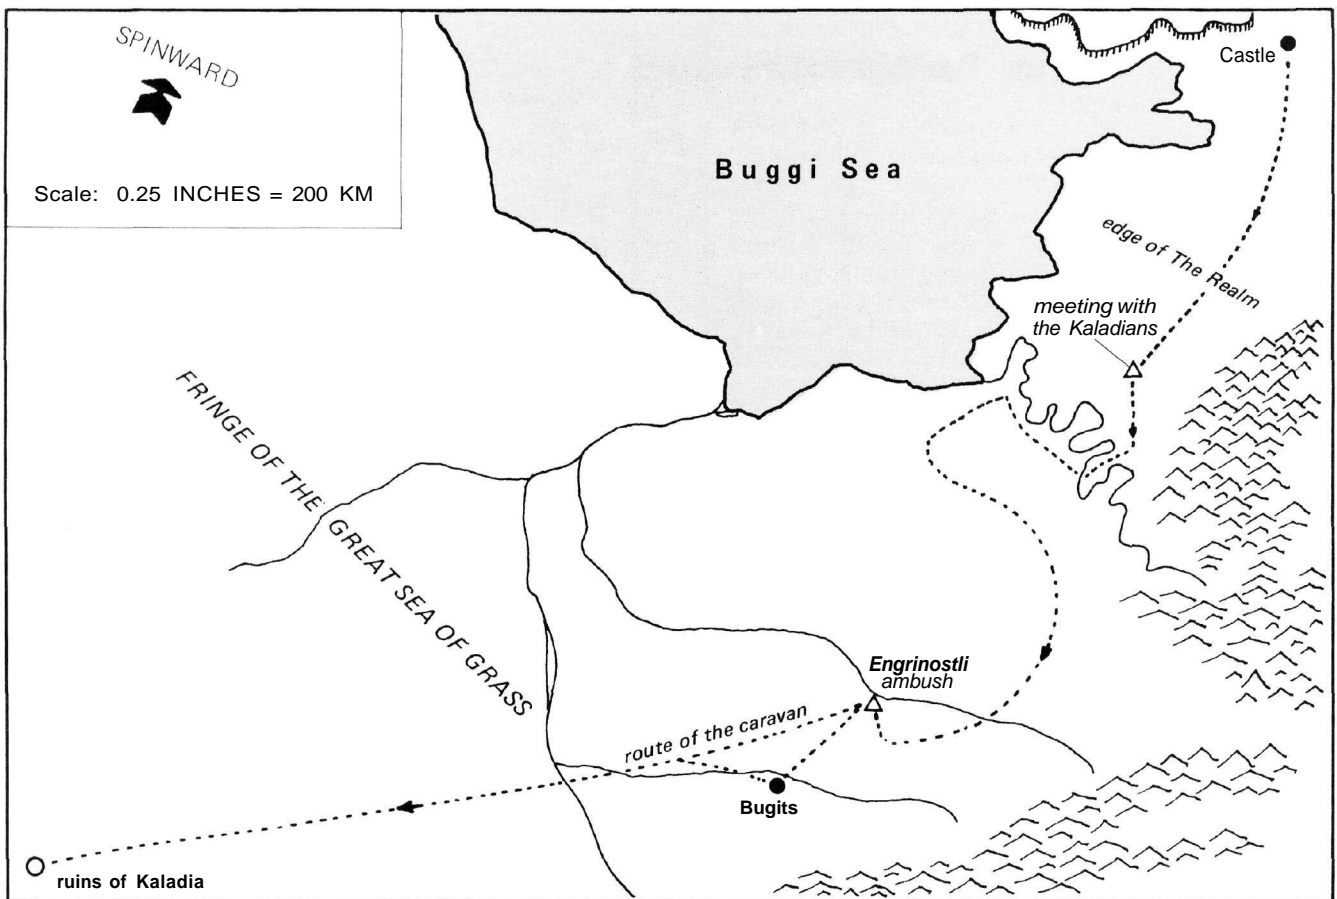 SPINWARD
Scale: 0.25 INCHES = 200 KM
Castle
Buggi Sea
edge of The Realm
meeting with
the Kaladians
FRINGE OF THE GREAT SEA OF GRASS
Engrinostli
ambush
route of the caravan
Bugits
ruins of Kaladia